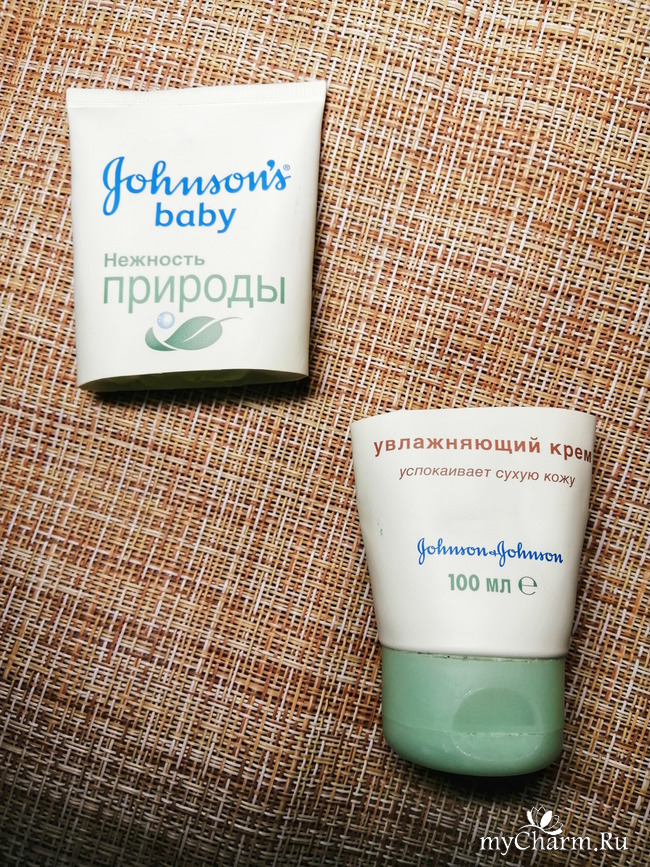 Johnson's®
baby
Нежность
природы
увлажняющий крем
успокаивает сухую кожу
Johnson & Johnson
100 мл ℮
myCharm.Ru